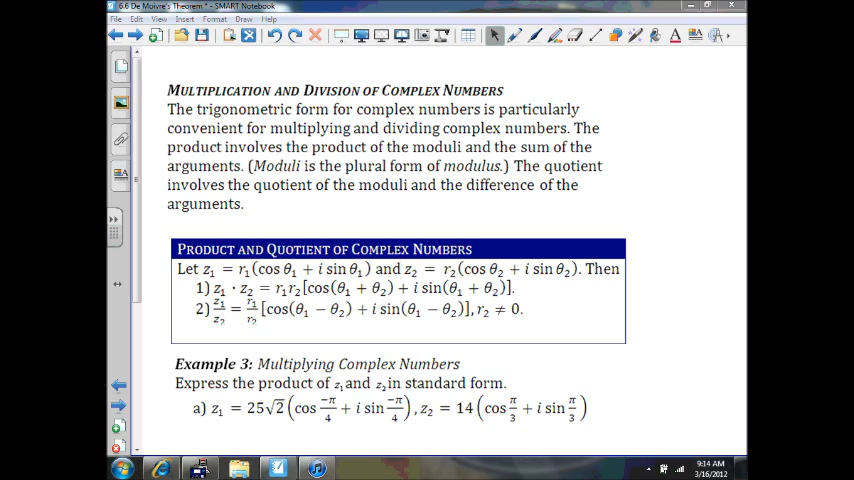 6.6 De Moivre's Theorem * - SMART Notebook
File Edit View Insert Format Draw Help
MULTIPLICATION AND DIVISION OF COMPLEX NUMBERS
The trigonometric form for complex numbers is particularly
convenient for multiplying and dividing complex numbers. The
product involves the product of the moduli and the sum of the
arguments. (Moduli is the plural form of modulus.) The quotient
involves the quotient of the moduli and the difference of the
arguments.
PRODUCT AND QUOTIENT OF COMPLEX NUMBERS
Let z₁ = r₁(cos θ₁ + i sin θ₁) and z₂ = r₂(cos θ₂ + i sin θ₂). Then
1) z₁ · z₂ = r₁r₂[cos(θ₁ + θ₂) + i sin(θ₁ + θ₂)].
2) z₁/z₂ = r₁/r₂ [cos(θ₁ − θ₂) + i sin(θ₁ − θ₂)], r₂ ≠ 0.
Example 3: Multiplying Complex Numbers
Express the product of z₁ and z₂ in standard form.
a) z₁ = 25√2 (cos −π/4 + i sin −π/4), z₂ = 14 (cos π/3 + i sin π/3)
9:14 AM
3/16/2012